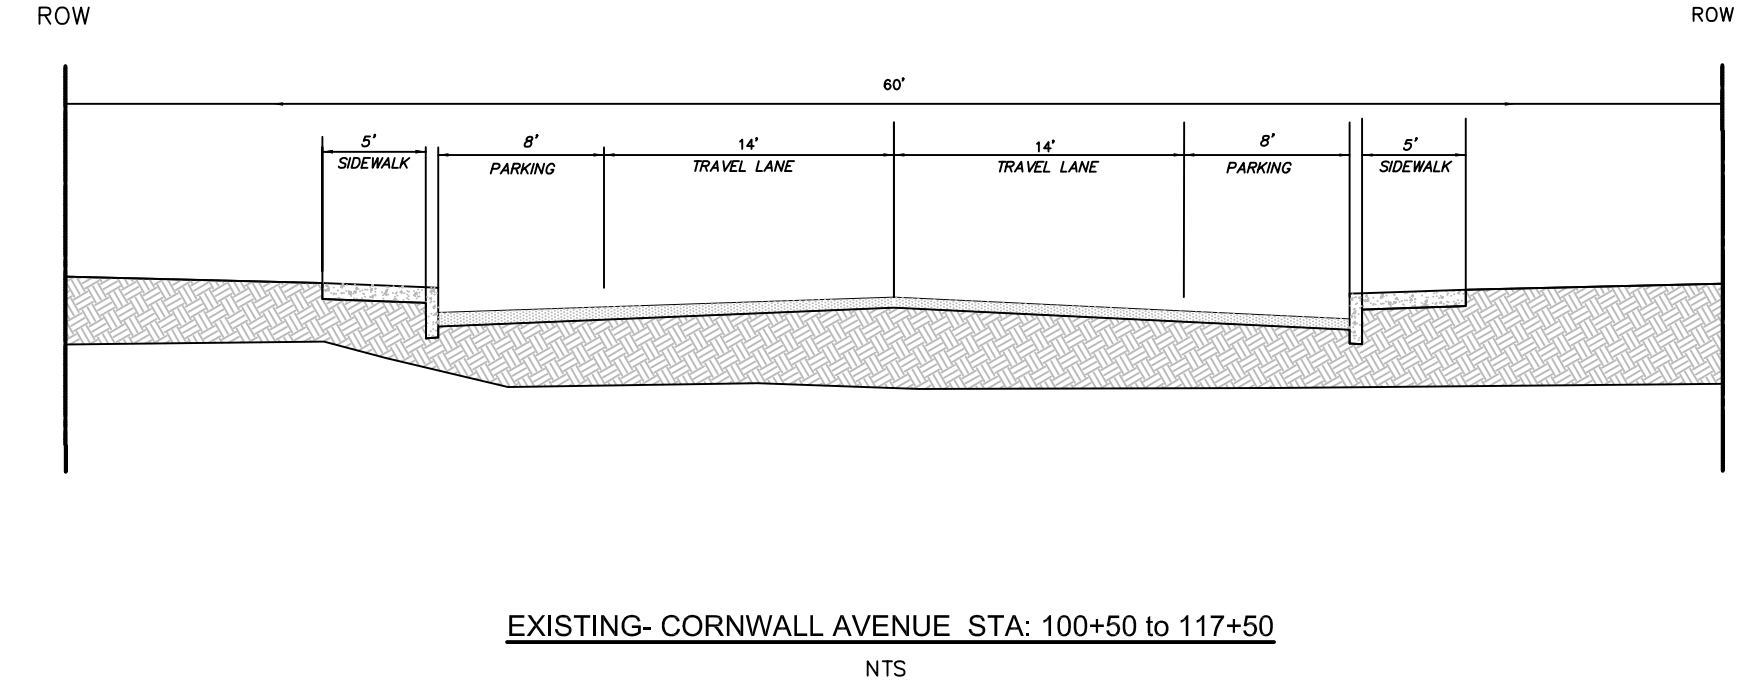 ROW ROW
60'
5' 8' 14' 14' 8' 5'
SIDEWALK PARKING TRAVEL LANE TRAVEL LANE PARKING SIDEWALK
EXISTING- CORNWALL AVENUE STA: 100+50 to 117+50
NTS